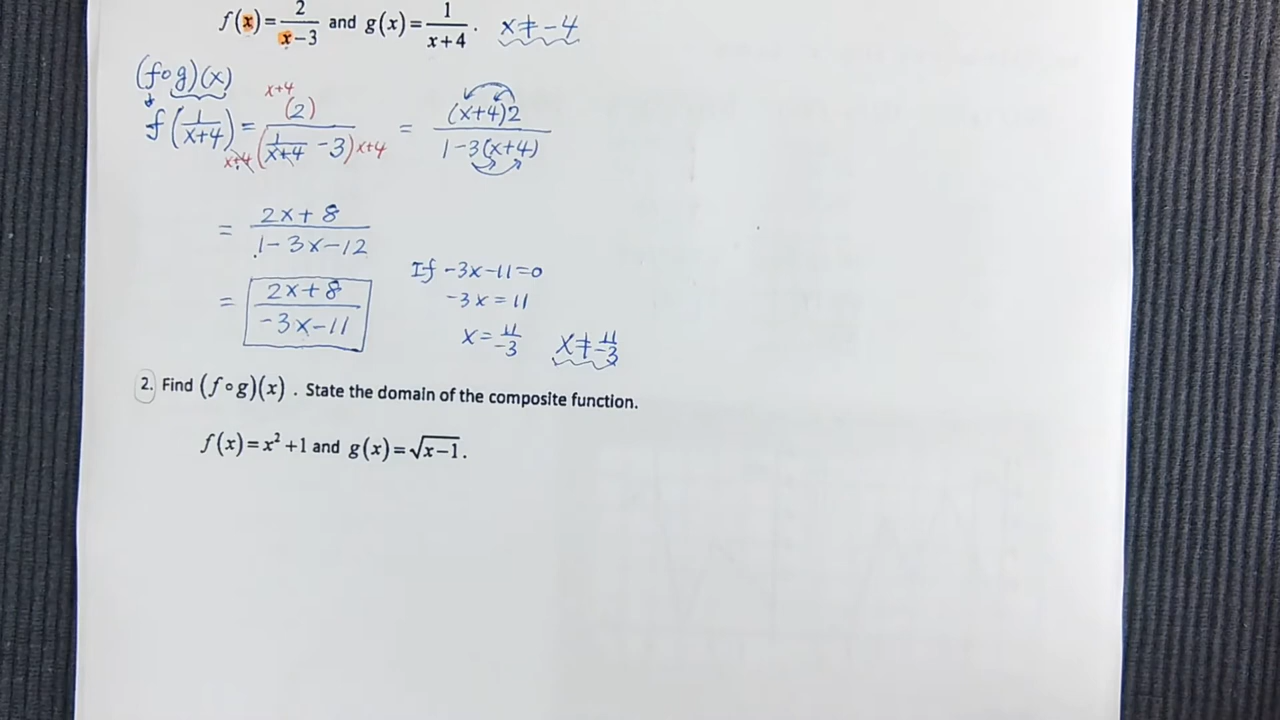 f(x)=2/(x-3) and g(x)=1/(x+4). x≠-4
(f∘g)(x)
f(1/(x+4)) = x+4 (2) / x+4 (1/(x+4) -3) x+4 = (x+4)2 / 1-3(x+4)
= 2x+8 / 1-3x-12
= 2x+8 / -3x-11
If -3x-11=0
-3x=11
x=11/-3 x≠11/-3
2. Find (f∘g)(x). State the domain of the composite function.
f(x)=x²+1 and g(x)=√x-1.